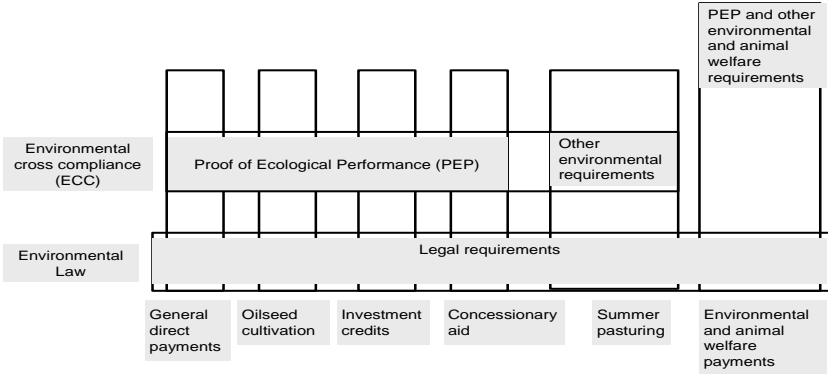 PEP and other
environmental
and animal
welfare
requirements
Environmental
cross compliance
(ECC)
Proof of Ecological Performance (PEP)
Other
environmental
requirements
Environmental
Law
Legal requirements
General
direct
payments
Oilseed
cultivation
Investment
credits
Concessionary
aid
Summer
pasturing
Environmental
and animal
welfare
payments